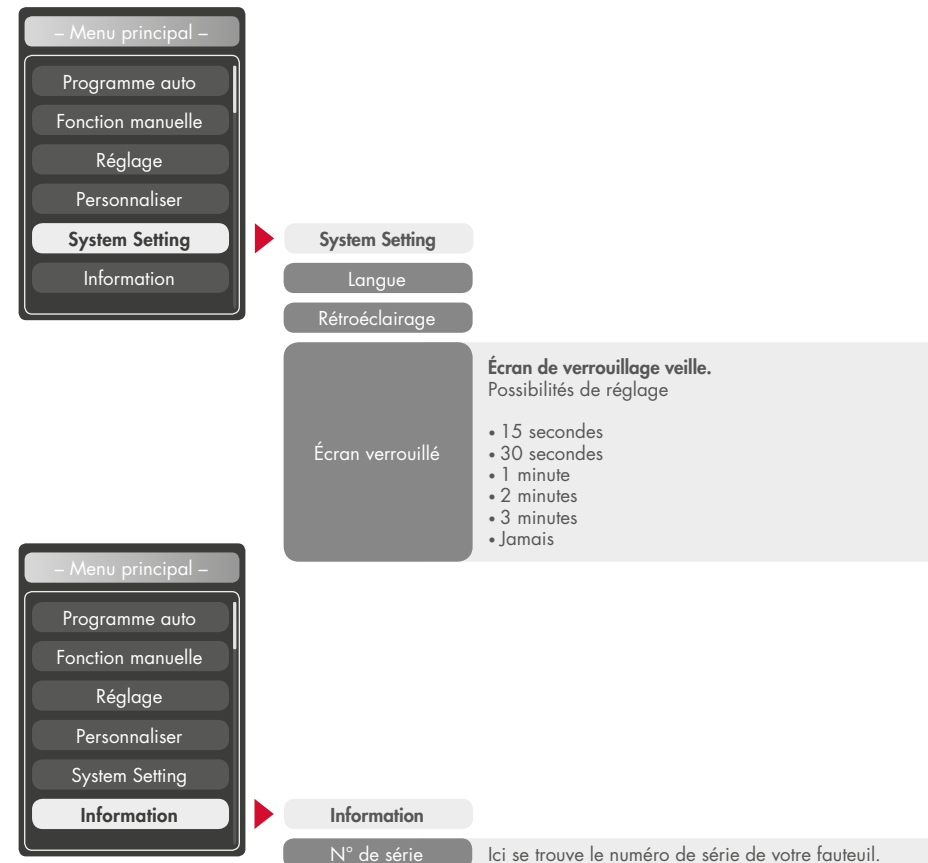 – Menu principal –
Programme auto
Fonction manuelle
Réglage
Personnaliser
System Setting
Information
System Setting
Langue
Rétroéclairage
Écran verrouillé
Écran de verrouillage veille.
Possibilités de réglage
• 15 secondes
• 30 secondes
• 1 minute
• 2 minutes
• 3 minutes
• Jamais
– Menu principal –
Programme auto
Fonction manuelle
Réglage
Personnaliser
System Setting
Information
Information
N° de série
Ici se trouve le numéro de série de votre fauteuil.